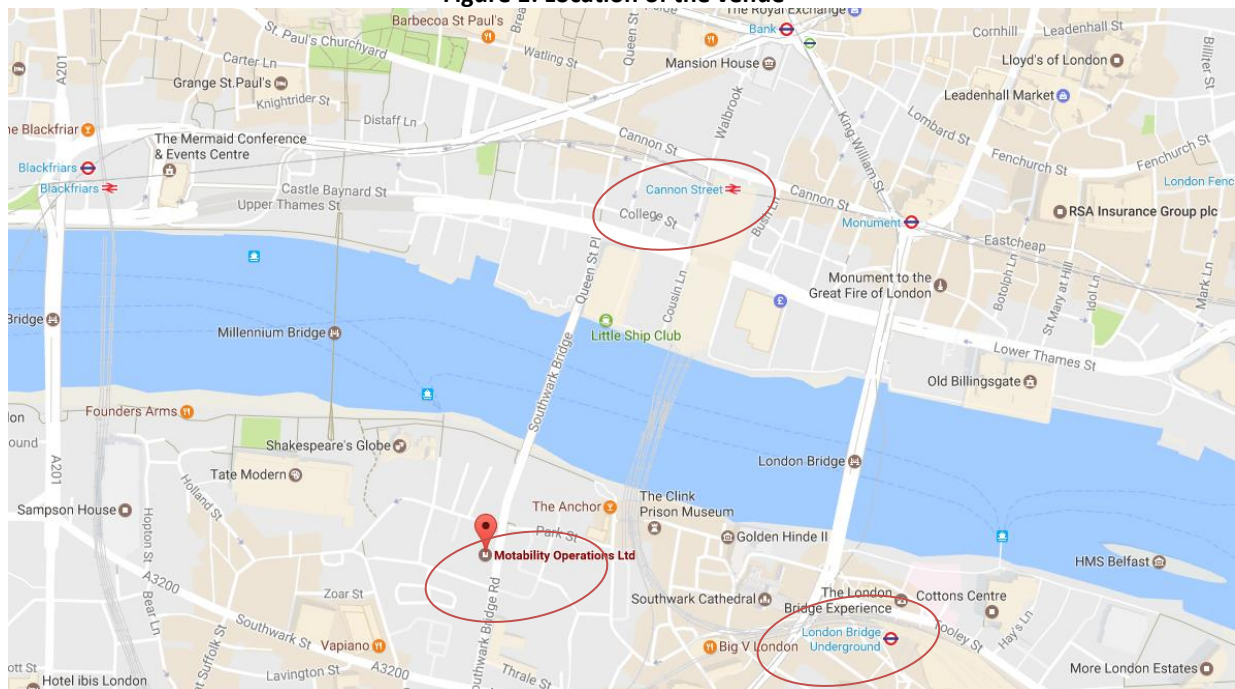 Figure 1: Location of the Venue
Barbecoa St Paul's
The Royal Exchange
Bank
Cornhill
Leadenhall St
St. Paul's Churchyard
Watling St
Queen St
Mansion House
Lloyd's of London
Billiter St
A201
Carter Ln
Grange St.Paul's
Knightrider St
Walbrook
King William St
Leadenhall Market
Lombard St
Distaff Ln
Cannon St
Fenchurch St
Fenchurch St
The Mermaid Conference
& Events Centre
Blackfriars
Blackfriars
Castle Baynard St
Upper Thames St
Cannon Street
College St
Bush Ln
Cannon St
Monument
London Fenc
RSA Insurance Group plc
Eastcheap
Queen St Pl
Cousin Ln
Monument to the
Great Fire of London
Botolph Ln
St Mary at Hill
Idol Ln
Mark Ln
Bridge
Millennium Bridge
Southwark Bridge
Little Ship Club
Lower Thames St
Old Billingsgate
Founders Arms
Shakespeare's Globe
Tate Modern
London Bridge
A201
Holland St
Sampson House
Hopton St
The Anchor
Park St
The Clink
Prison Museum
Golden Hinde II
Motability Operations Ltd
HMS Belfast
A3200
Bear Ln
Zoar St
Southwark Bridge Rd
Southwark Cathedral
The London
Bridge Experience
Cottons Centre
Hay's Ln
Tooley St
London Bridge
Underground
Southwark St
Vapiano
Big V London
Suffolk St
Lavington St
A3200
Thrale St
More London Estates
Hotel ibis London